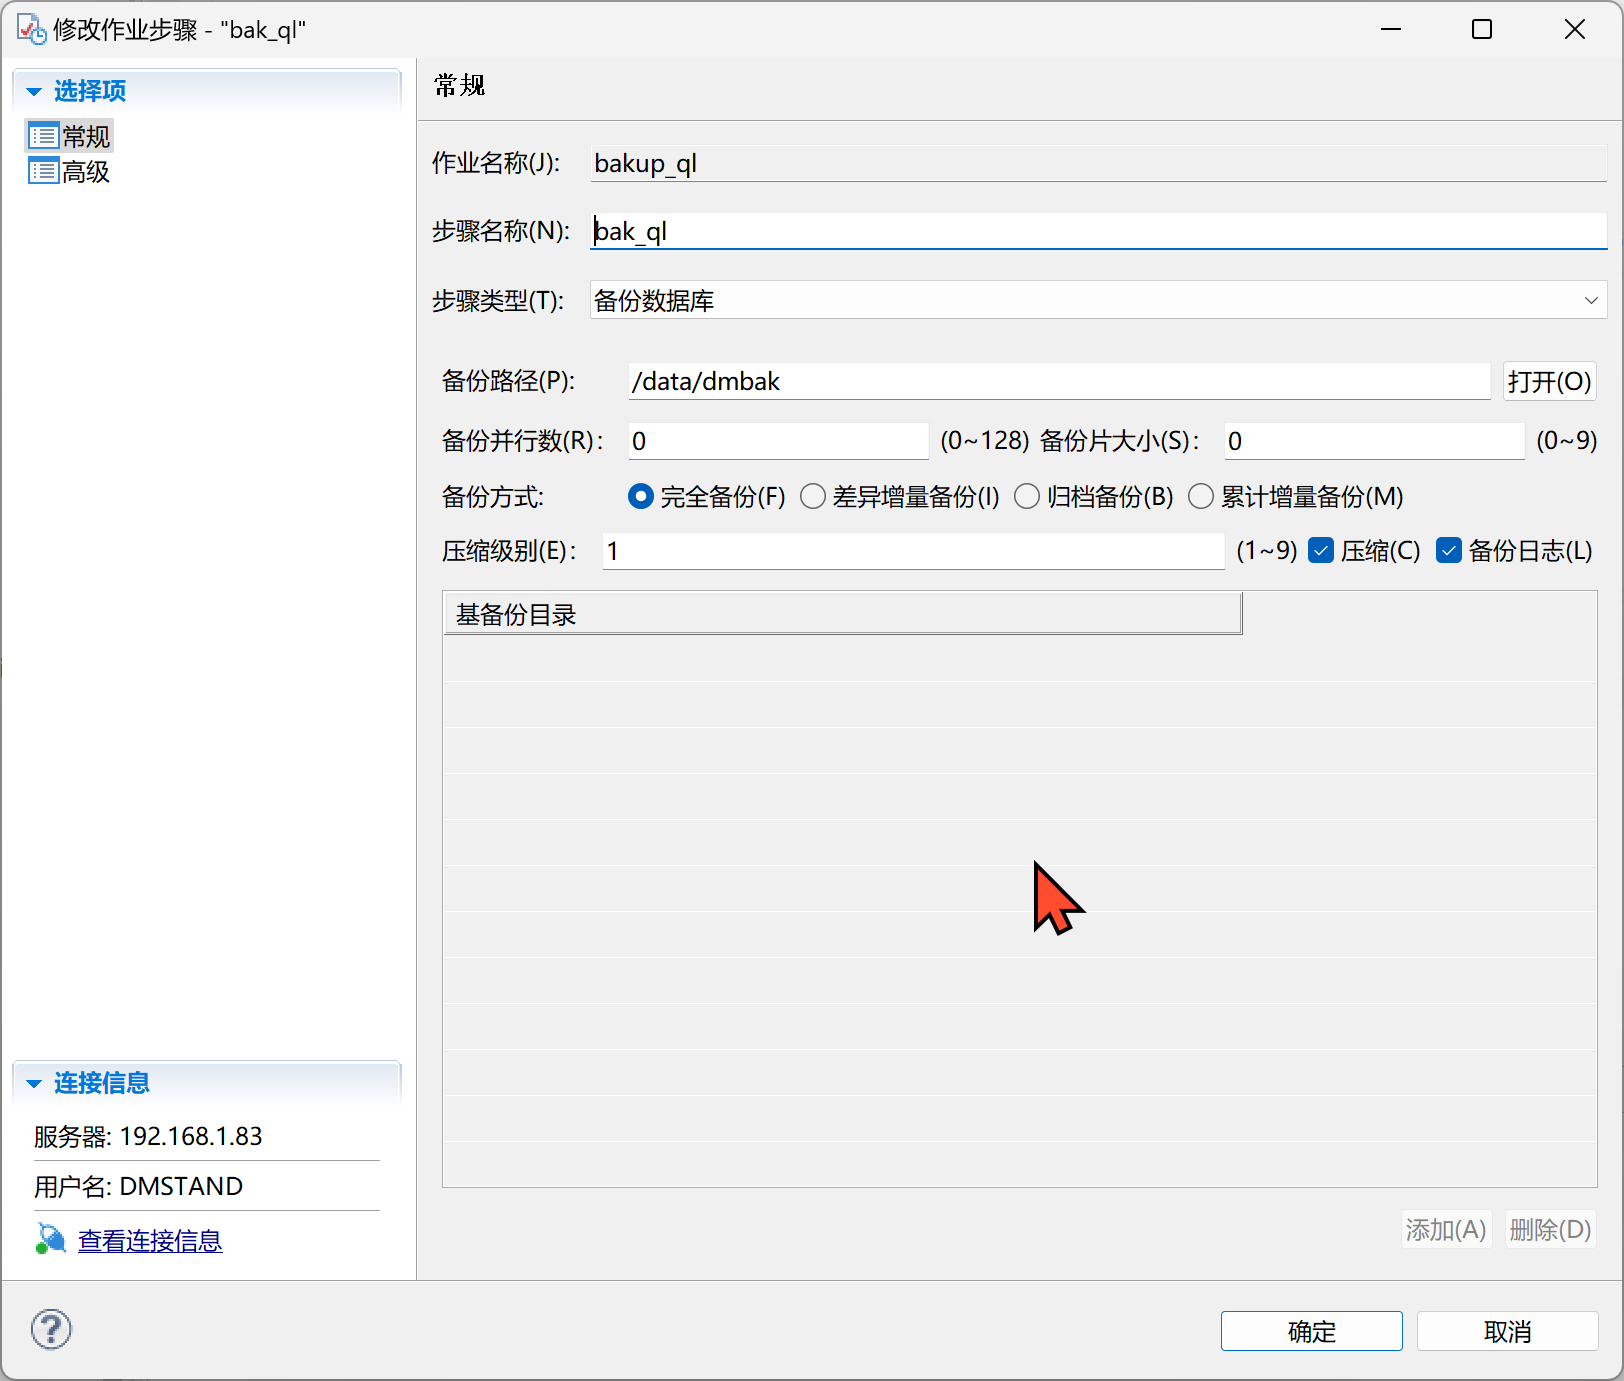 修改作业步骤 - "bak_ql"
选择项
常规
高级
常规
作业名称(J): bakup_ql
步骤名称(N): bak_ql
步骤类型(T): 备份数据库
备份路径(P): /data/dmbak 打开(O)
备份并行数(R): 0 (0~128) 备份片大小(S): 0 (0~9)
备份方式: 完全备份(F) 差异增量备份(I) 归档备份(B) 累计增量备份(M)
压缩级别(E): 1 (1~9) 压缩(C) 备份日志(L)
基备份目录
添加(A) 删除(D)
连接信息
服务器: 192.168.1.83
用户名: DMSTAND
查看连接信息
确定 取消